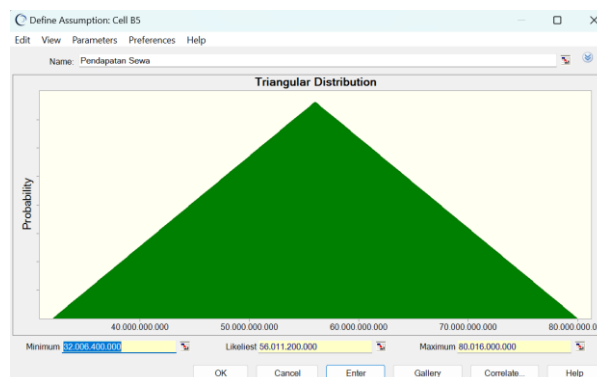 Define Assumption: Cell B5
Edit View Parameters Preferences Help
Name: Pendapatan Sewa
Triangular Distribution
Probability
40.000.000.000 50.000.000.000 60.000.000.000 70.000.000.000 80.000.000.0
Minimum 32.006.400.000 Likeliest 56.011.200.000 Maximum 80.016.000.000
OK Cancel Enter Gallery Correlate... Help